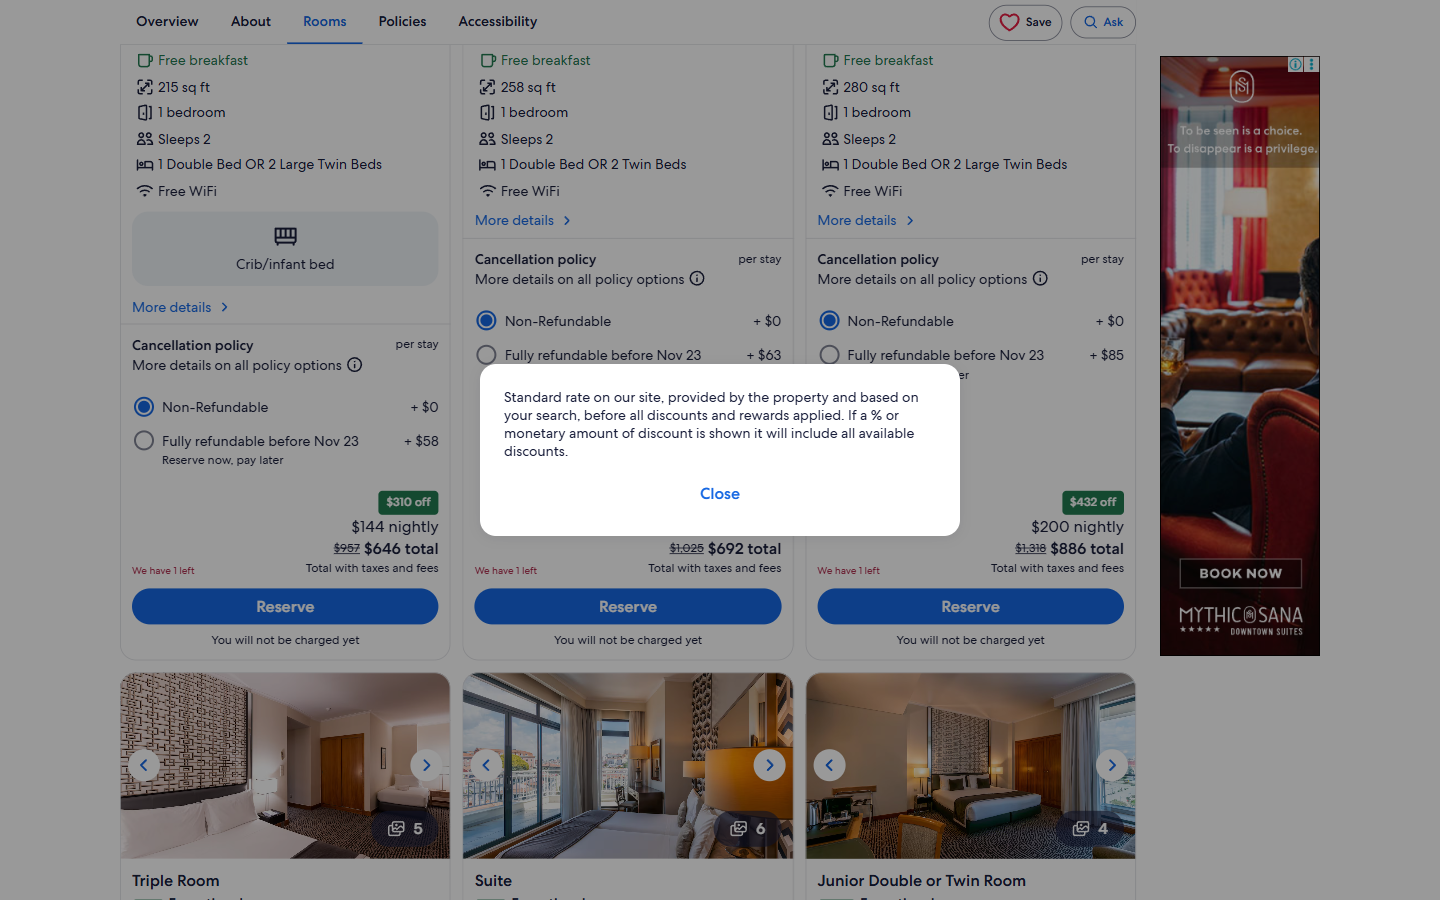 Overview
About
Rooms
Policies
Accessibility
Save
Ask
Free breakfast
215 sq ft
1 bedroom
Sleeps 2
1 Double Bed OR 2 Large Twin Beds
Free WiFi
Crib/infant bed
More details
Cancellation policy
per stay
More details on all policy options
Non-Refundable
+ $0
Fully refundable before Nov 23
+ $58
Reserve now, pay later
$310 off
$144 nightly
$957 $646 total
We have 1 left
Total with taxes and fees
Reserve
You will not be charged yet
Free breakfast
258 sq ft
1 bedroom
Sleeps 2
1 Double Bed OR 2 Twin Beds
Free WiFi
More details
Cancellation policy
per stay
More details on all policy options
Non-Refundable
+ $0
Fully refundable before Nov 23
+ $63
$1,025 $692 total
We have 1 left
Total with taxes and fees
Reserve
You will not be charged yet
Free breakfast
280 sq ft
1 bedroom
Sleeps 2
1 Double Bed OR 2 Large Twin Beds
Free WiFi
More details
Cancellation policy
per stay
More details on all policy options
Non-Refundable
+ $0
Fully refundable before Nov 23
+ $85
er
$432 off
$200 nightly
$1,318 $886 total
We have 1 left
Total with taxes and fees
Reserve
You will not be charged yet
Standard rate on our site, provided by the property and based on
your search, before all discounts and rewards applied. If a % or
monetary amount of discount is shown it will include all available
discounts.
Close
5
Triple Room
6
Suite
4
Junior Double or Twin Room
To be seen is a choice.
To disappear is a privilege.
BOOK NOW
MYTHIC SANA
DOWNTOWN SUITES